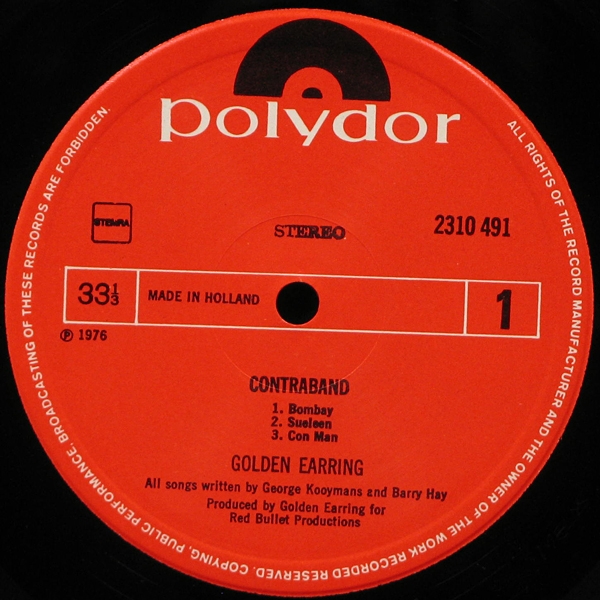 polydor
STEMRA
STEREO
2310 491
33 1/3
MADE IN HOLLAND
1
℗ 1976
CONTRABAND
1. Bombay
2. Sueleen
3. Con Man
GOLDEN EARRING
All songs written by George Kooymans and Barry Hay
Produced by Golden Earring for
Red Bullet Productions
ALL RIGHTS OF THE RECORD MANUFACTURER AND THE OWNER OF THE WORK RECORDED RESERVED. COPYING, PUBLIC PERFORMANCE, BROADCASTING OF THESE RECORDS ARE FORBIDDEN.